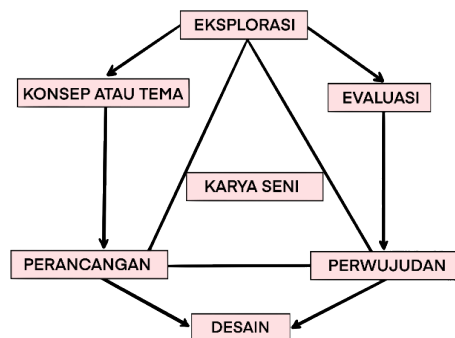 EKSPLORASI
KONSEP ATAU TEMA
EVALUASI
KARYA SENI
PERANCANGAN
PERWUJUDAN
DESAIN